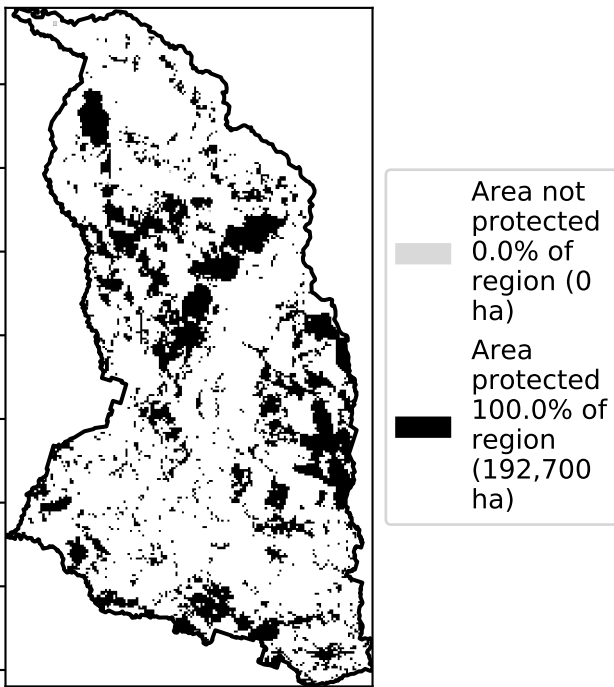 Area not
protected
0.0% of
region (0
ha)
Area
protected
100.0% of
region
(192,700
ha)